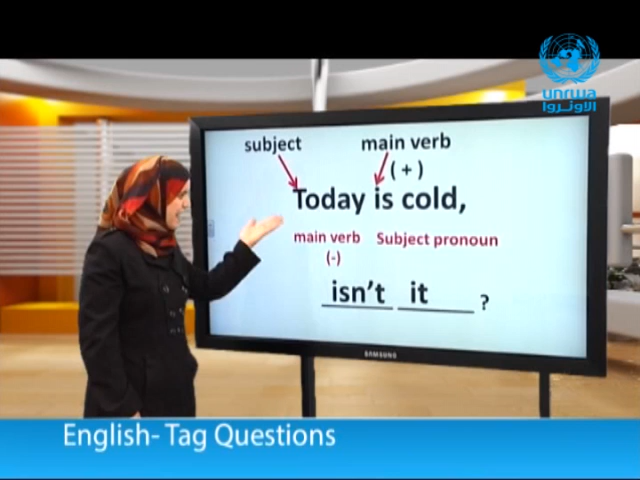 unrwa
الأونروا
subject main verb
(+)
Today is cold,
main verb Subject pronoun
(-)
isn't it ?
SAMSUNG
English- Tag Questions